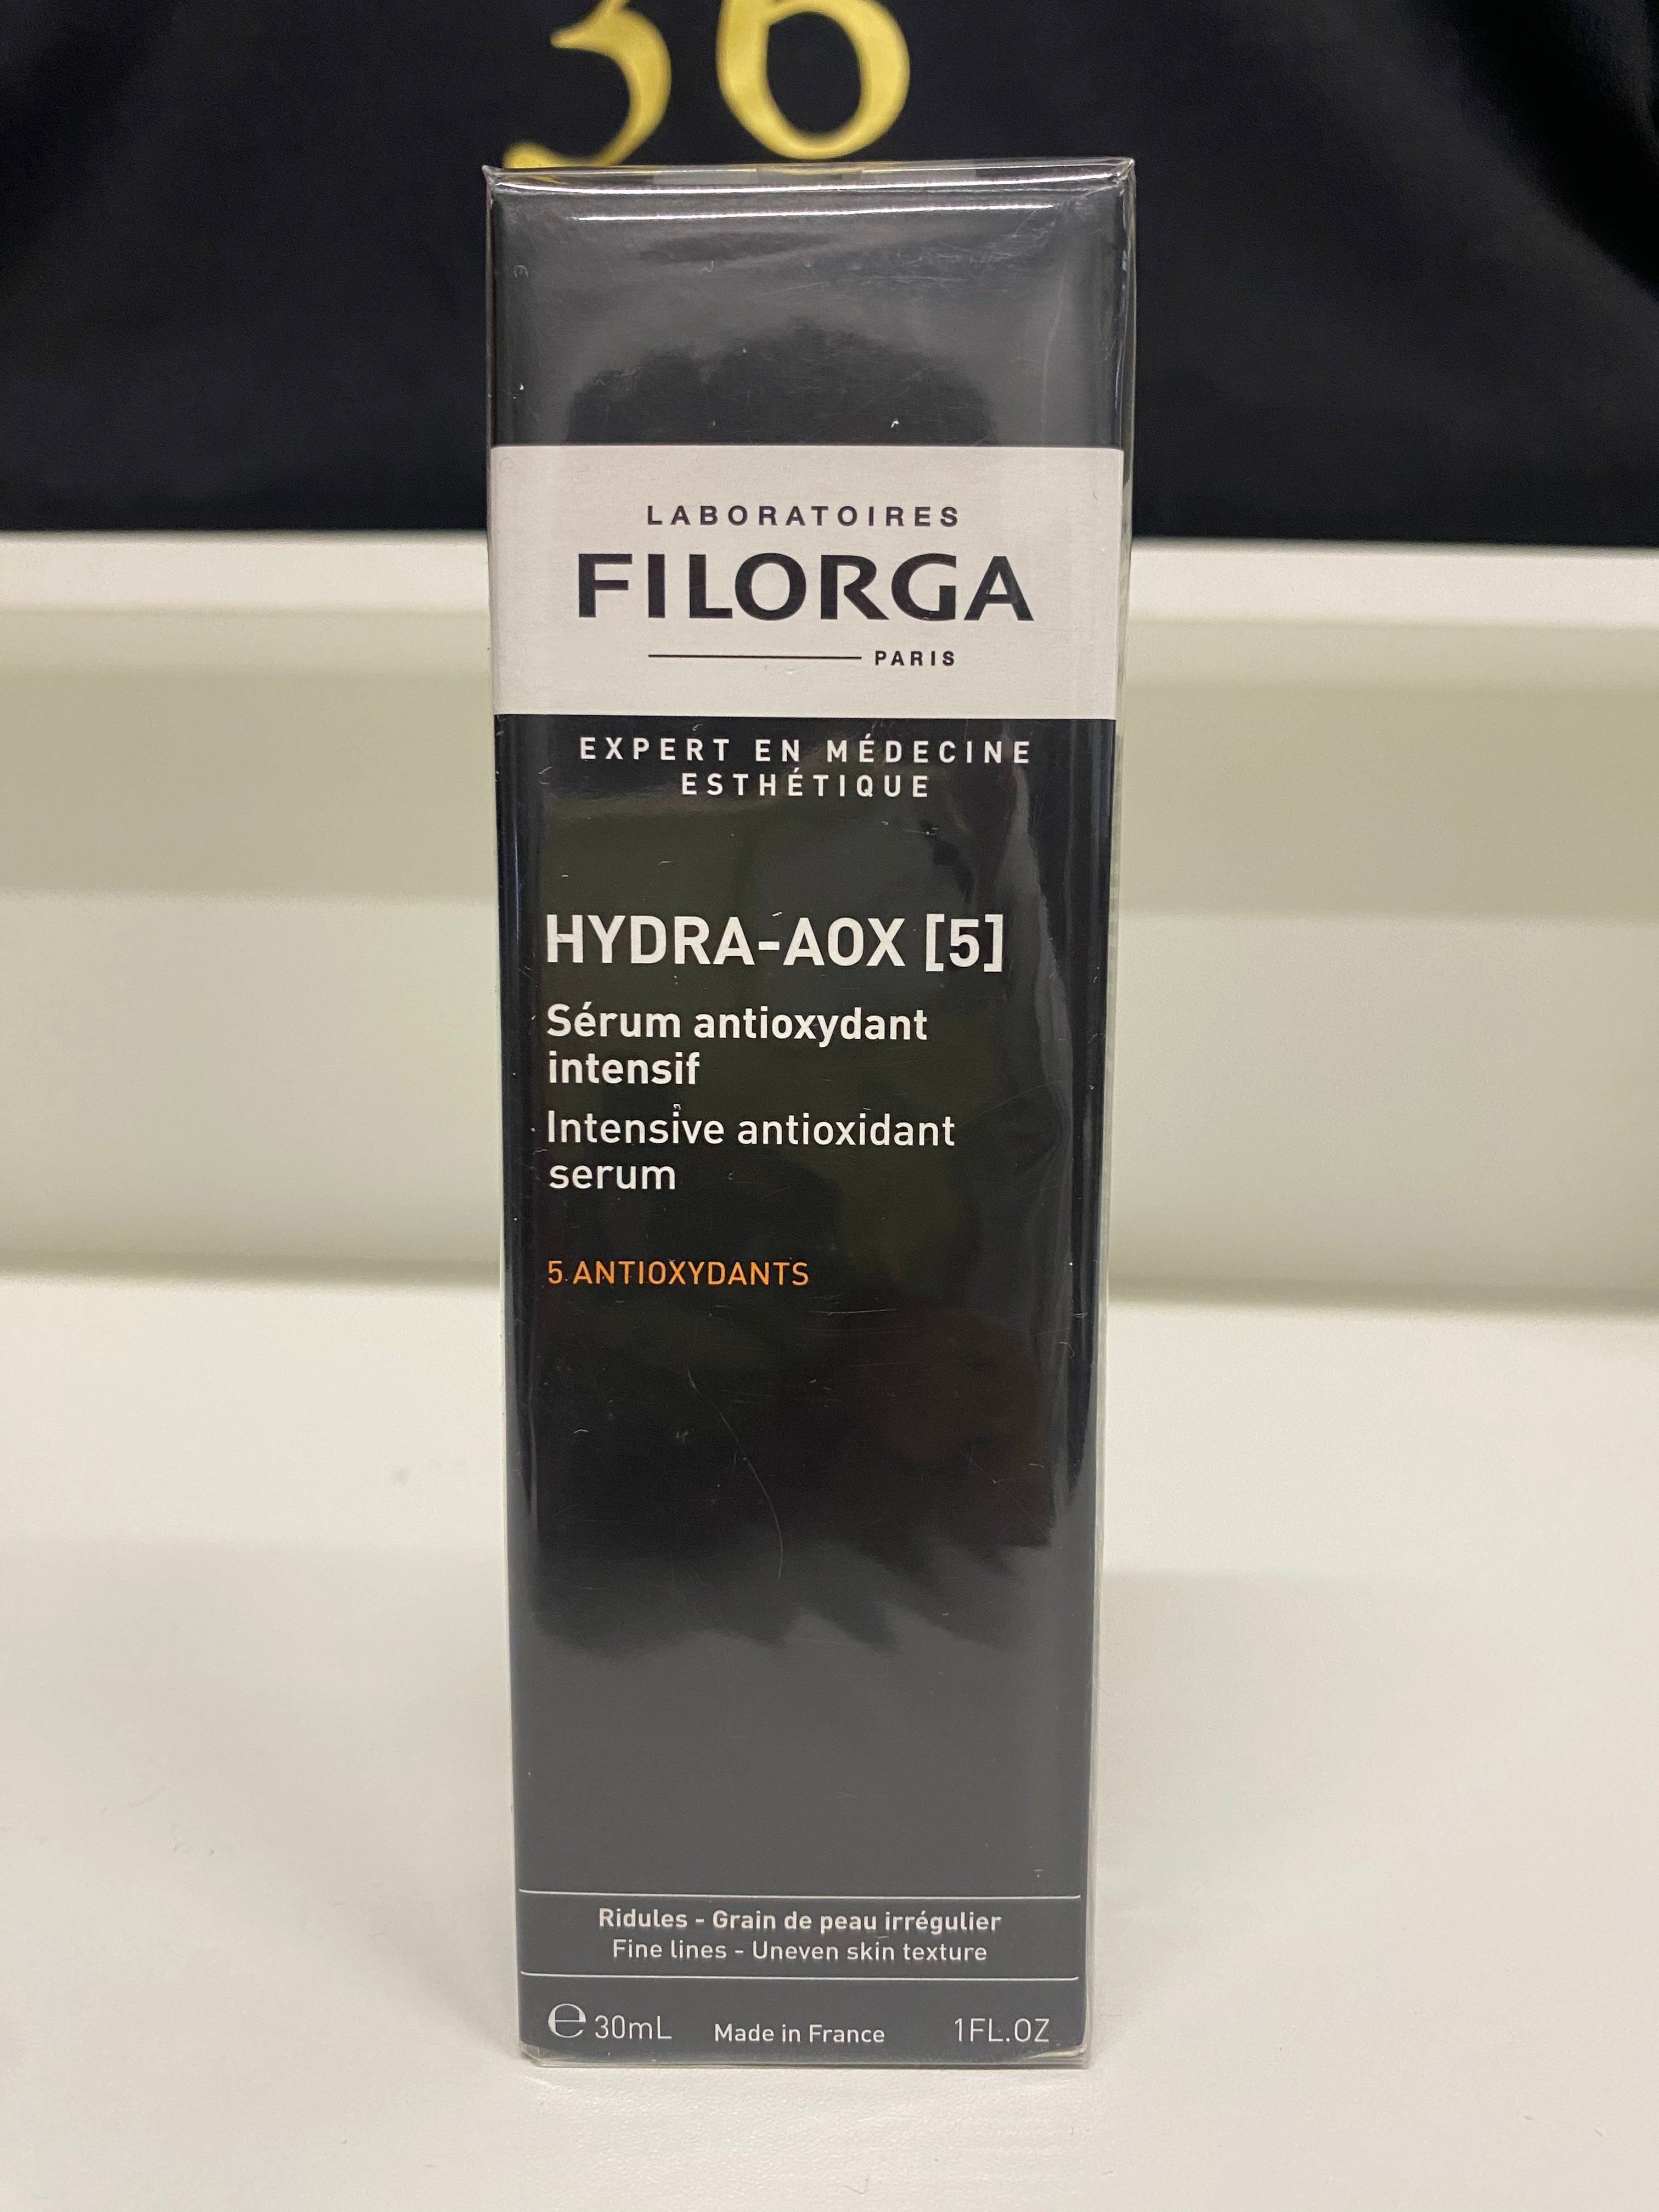 36
LABORATOIRES
FILORGA
PARIS
EXPERT EN MÉDECINE
ESTHÉTIQUE
HYDRA-AOX [5]
Sérum antioxydant
intensif
Intensive antioxidant
serum
5 ANTIOXYDANTS
Ridules - Grain de peau irrégulier
Fine lines - Uneven skin texture
℮ 30mL Made in France 1FL.OZ